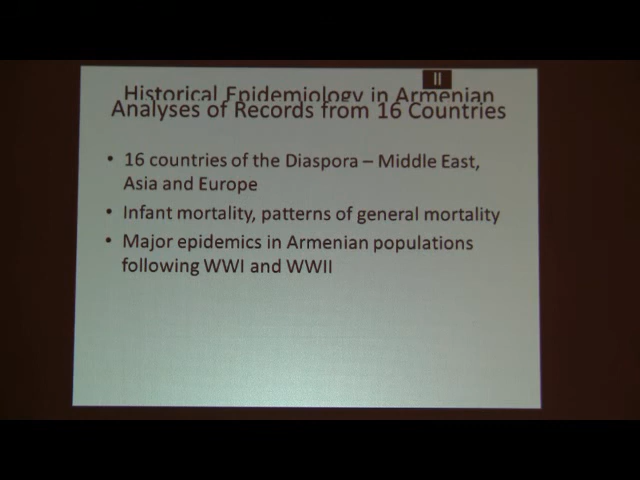 II
Historical Epidemiology in Armenian
Analyses of Records from 16 Countries
• 16 countries of the Diaspora – Middle East,
Asia and Europe
• Infant mortality, patterns of general mortality
• Major epidemics in Armenian populations
following WWI and WWII